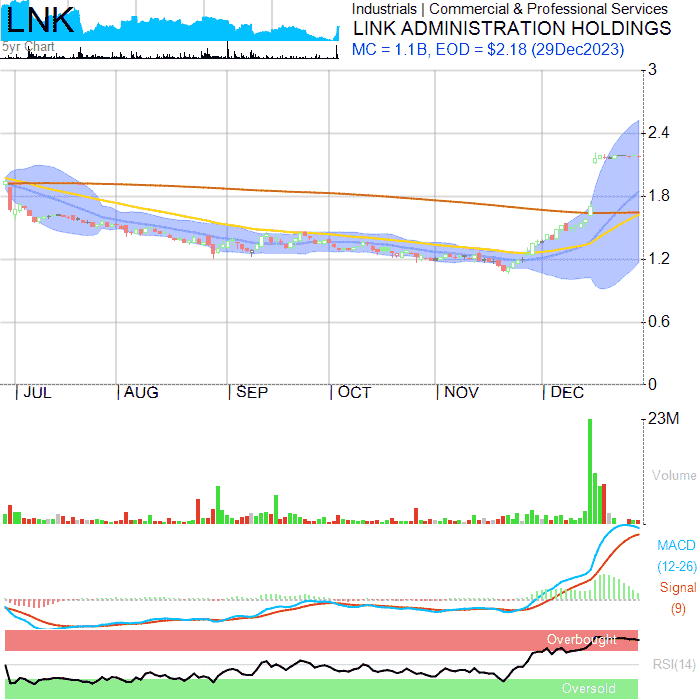 LNK
5yr Chart
Industrials | Commercial & Professional Services
LINK ADMINISTRATION HOLDINGS
MC = 1.1B, EOD = $2.18 (29Dec2023)
3
2.4
1.8
1.2
0.6
0
JUL AUG SEP OCT NOV DEC
23M
Volume
MACD
(12-26)
Signal
(9)
Overbought
RSI(14)
Oversold